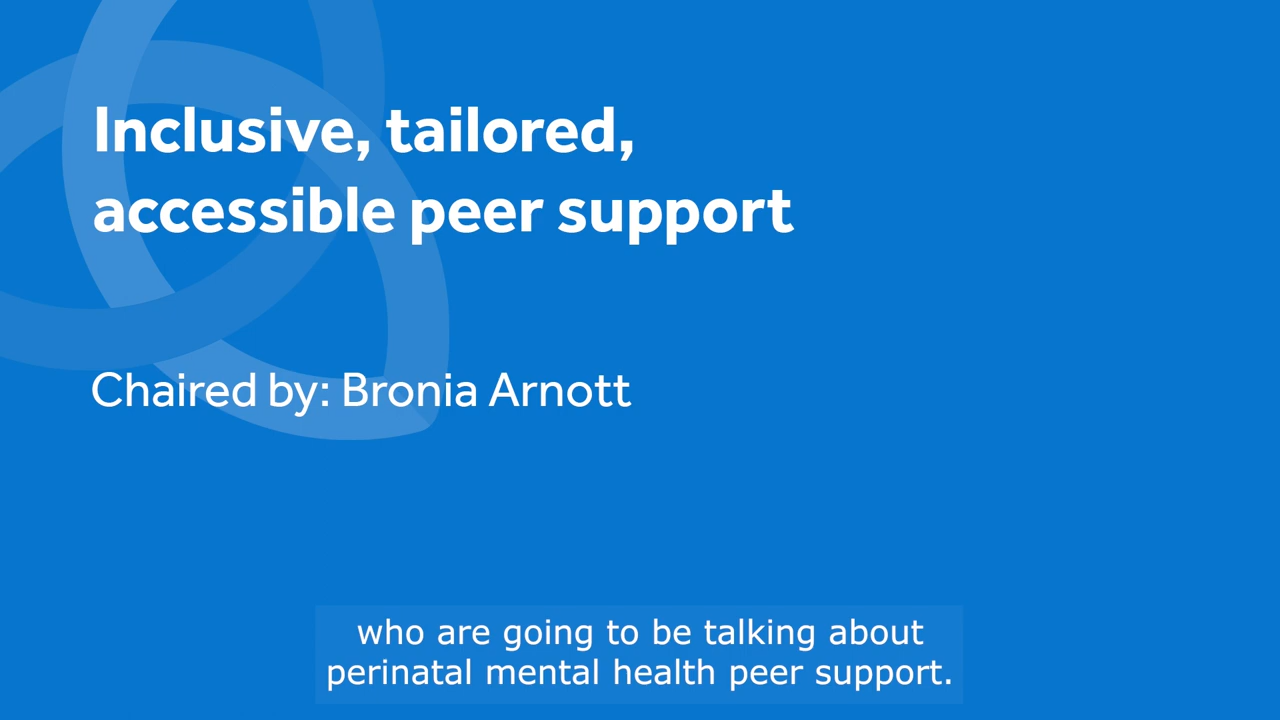 Inclusive, tailored,
accessible peer support
Chaired by: Bronia Arnott
who are going to be talking about
perinatal mental health peer support.